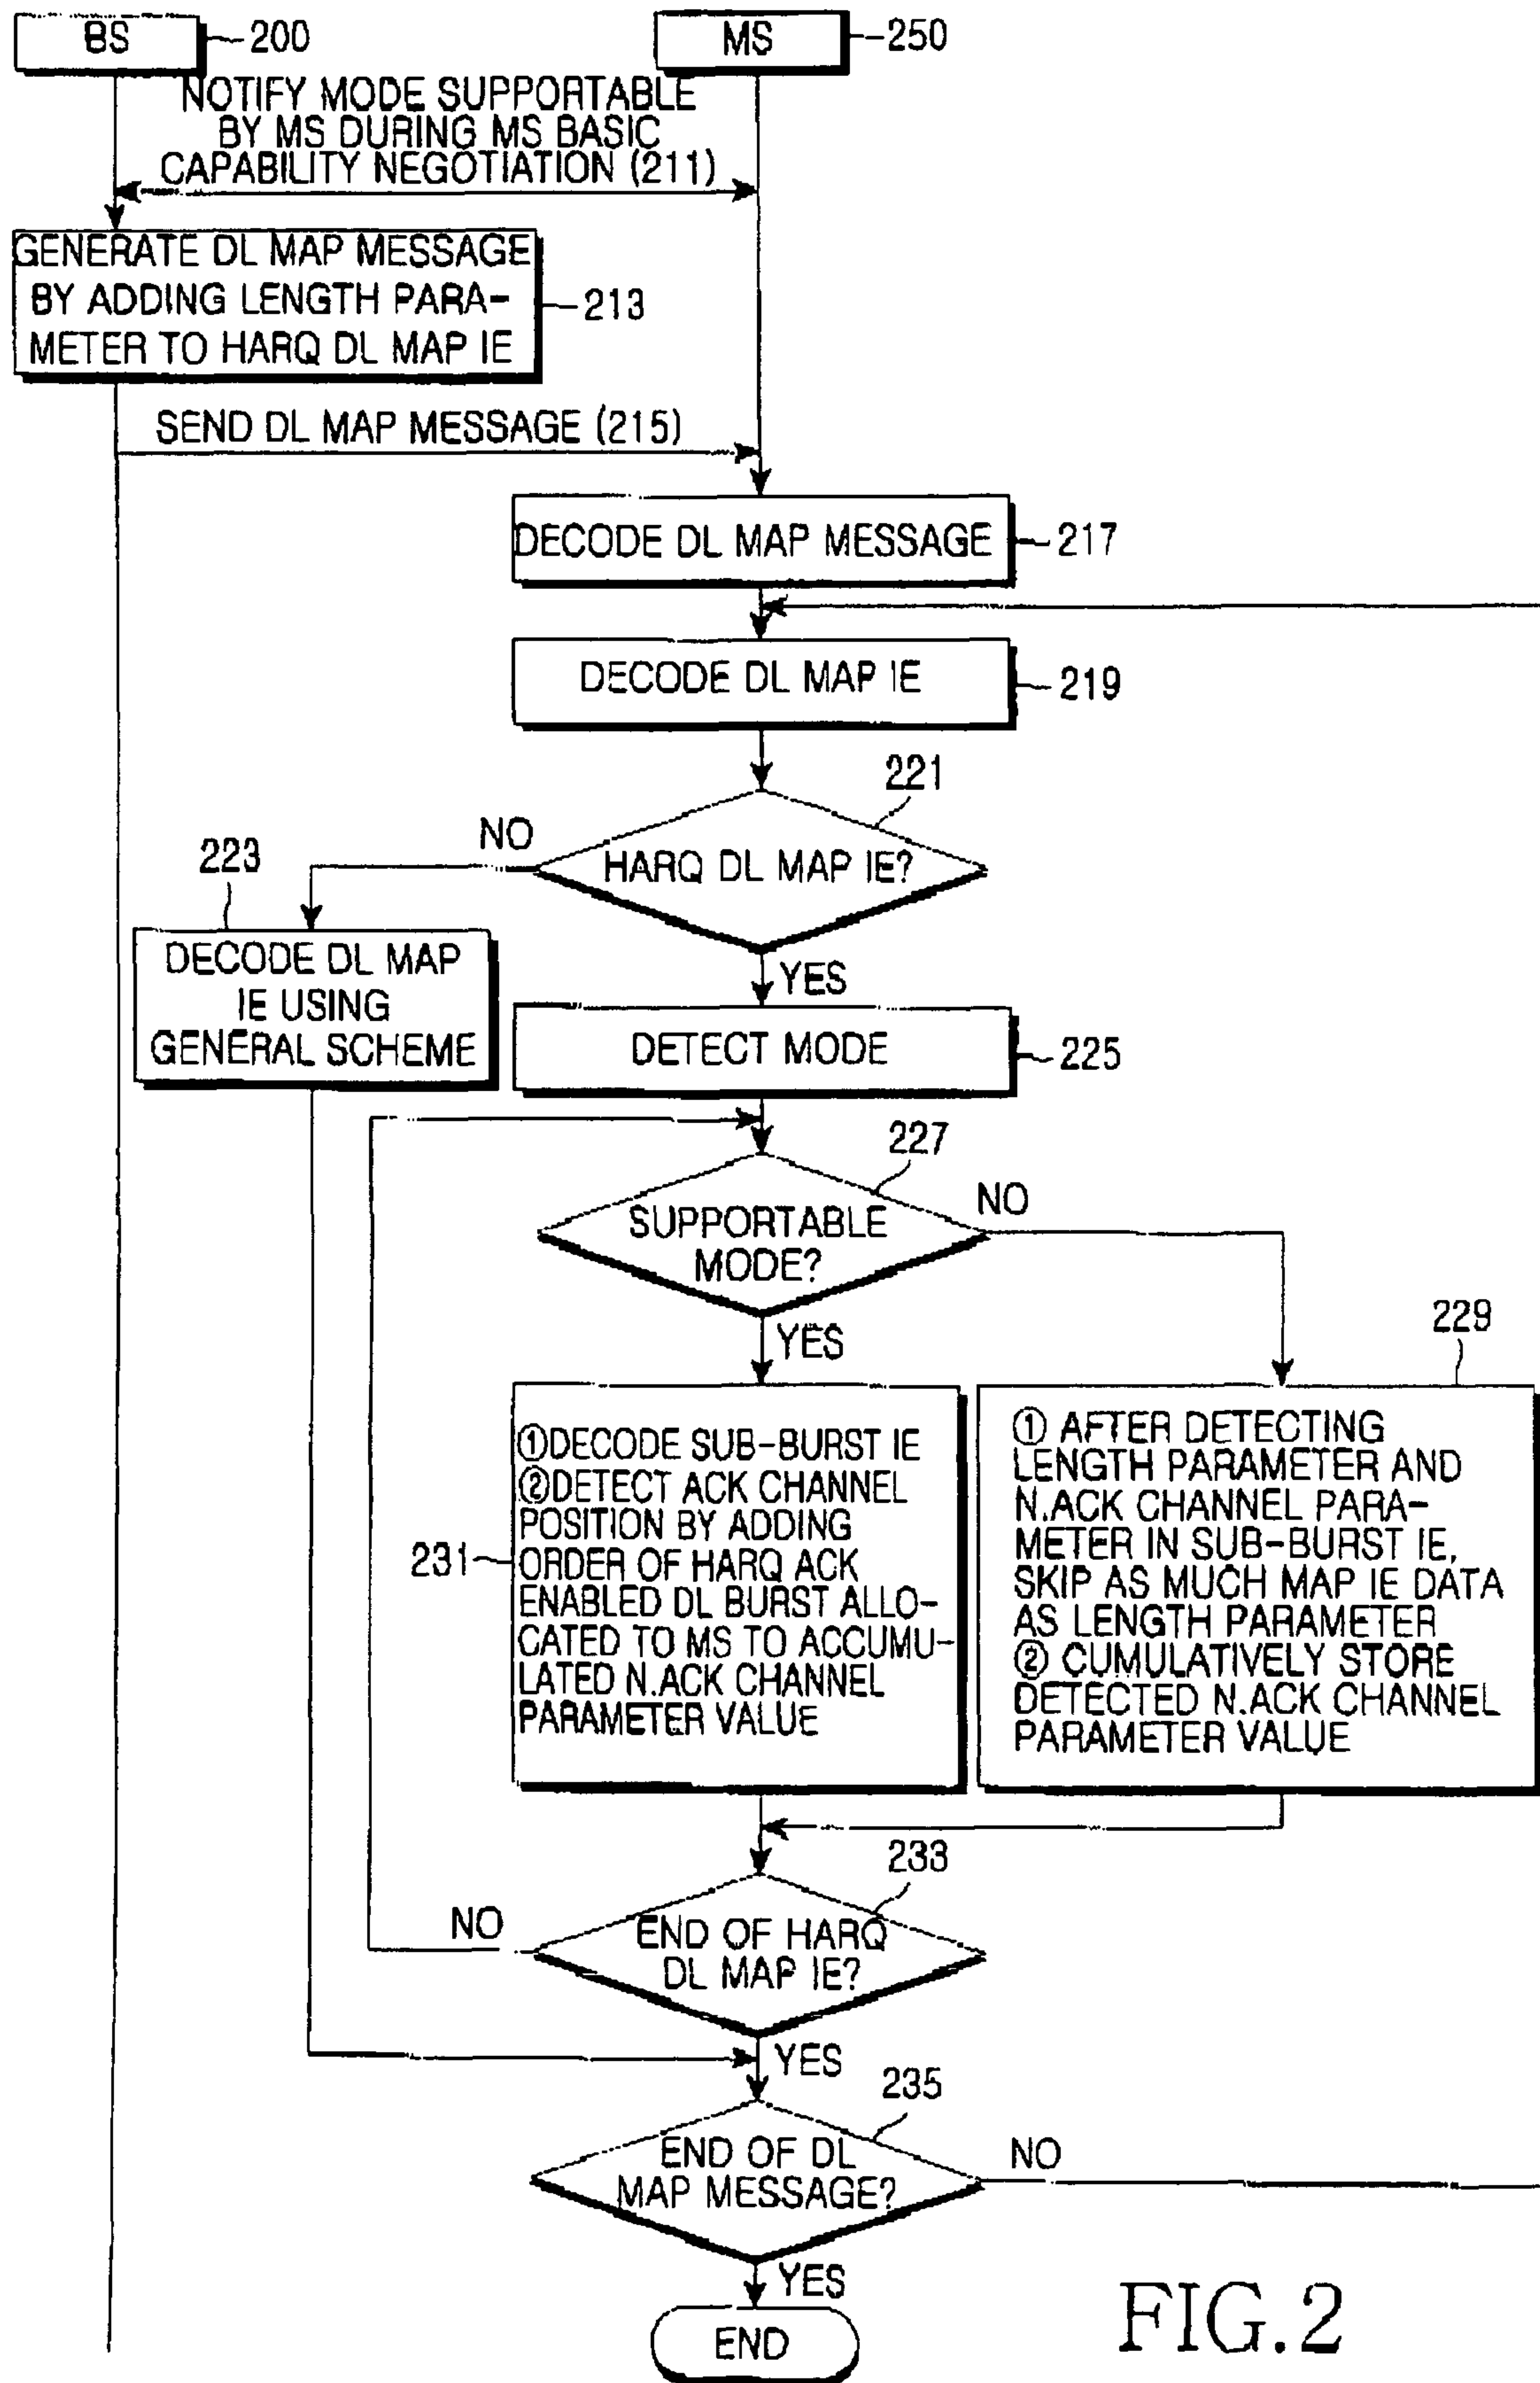 BS
200
MS
250
NOTIFY MODE SUPPORTABLE
BY MS DURING MS BASIC
CAPABILITY NEGOTIATION (211)
GENERATE DL MAP MESSAGE
BY ADDING LENGTH PARA-
METER TO HARQ DL MAP IE
213
SEND DL MAP MESSAGE (215)
DECODE DL MAP MESSAGE
217
DECODE DL MAP IE
219
221
NO
HARQ DL MAP IE?
223
YES
DECODE DL MAP
IE USING
GENERAL SCHEME
DETECT MODE
225
227
NO
SUPPORTABLE
MODE?
YES
229
231
①DECODE SUB-BURST IE
②DETECT ACK CHANNEL
POSITION BY ADDING
ORDER OF HARQ ACK
ENABLED DL BURST ALLO-
CATED TO MS TO ACCUMU-
LATED N.ACK CHANNEL
PARAMETER VALUE
① AFTER DETECTING
LENGTH PARAMETER AND
N.ACK CHANNEL PARA-
METER IN SUB-BURST IE,
SKIP AS MUCH MAP IE DATA
AS LENGTH PARAMETER
② CUMULATIVELY STORE
DETECTED N.ACK CHANNEL
PARAMETER VALUE
233
NO
END OF HARQ
DL MAP IE?
YES
235
END OF DL
MAP MESSAGE?
NO
YES
END
FIG.2